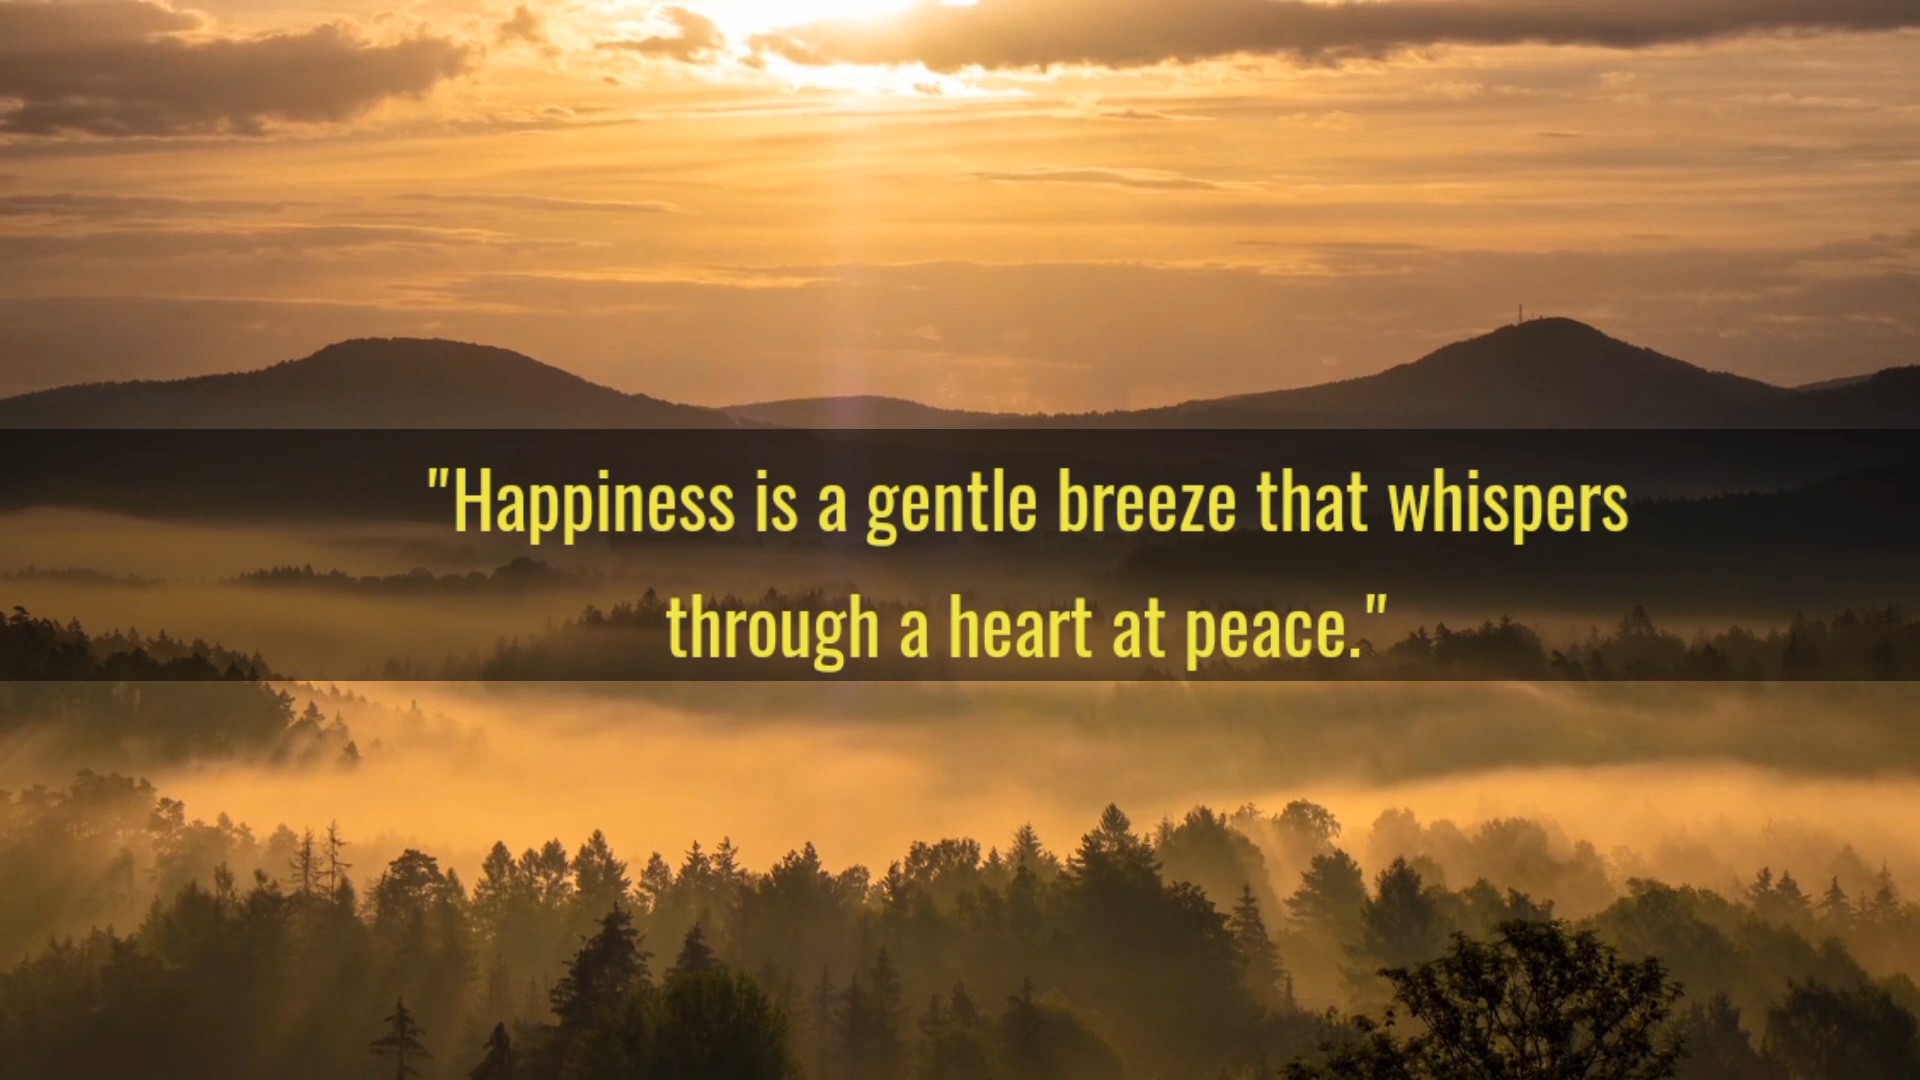 "Happiness is a gentle breeze that whispers
through a heart at peace."